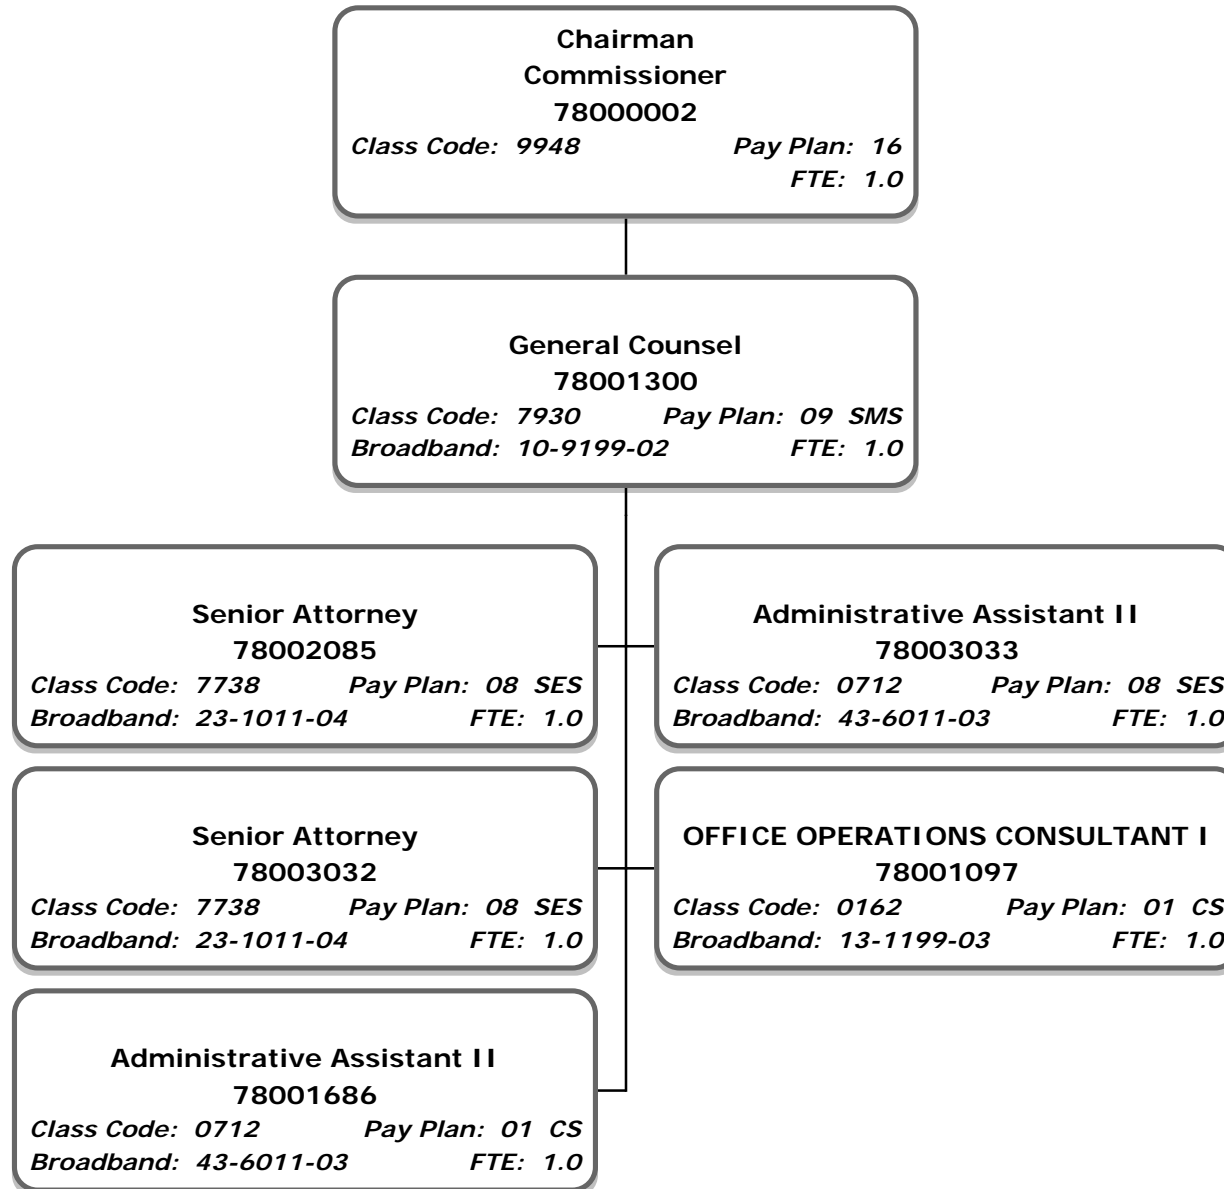 Chairman
Commissioner
78000002
Class Code: 9948 Pay Plan: 16
FTE: 1.0
General Counsel
78001300
Class Code: 7930 Pay Plan: 09 SMS
Broadband: 10-9199-02 FTE: 1.0
Senior Attorney
78002085
Class Code: 7738 Pay Plan: 08 SES
Broadband: 23-1011-04 FTE: 1.0
Administrative Assistant II
78003033
Class Code: 0712 Pay Plan: 08 SES
Broadband: 43-6011-03 FTE: 1.0
Senior Attorney
78003032
Class Code: 7738 Pay Plan: 08 SES
Broadband: 23-1011-04 FTE: 1.0
OFFICE OPERATIONS CONSULTANT I
78001097
Class Code: 0162 Pay Plan: 01 CS
Broadband: 13-1199-03 FTE: 1.0
Administrative Assistant II
78001686
Class Code: 0712 Pay Plan: 01 CS
Broadband: 43-6011-03 FTE: 1.0